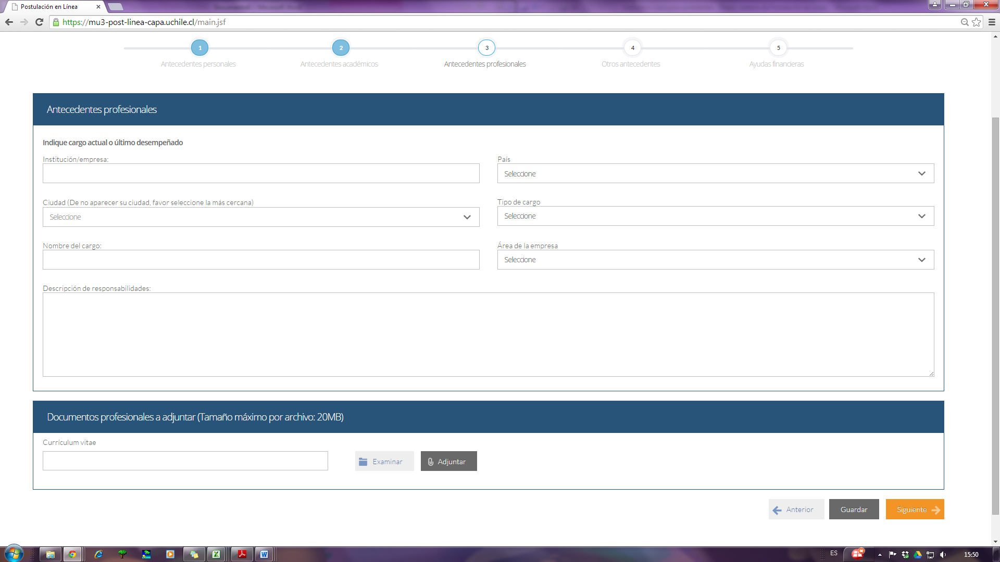 Postulación en Línea
https://mu3-post-linea-capa.uchile.cl/main.jsf
1 2 3 4 5
Antecedentes personales Antecedentes académicos Antecedentes profesionales Otros antecedentes Ayudas financieras
Antecedentes profesionales
Indique cargo actual o último desempeñado
Institución/empresa: País
Seleccione
Ciudad (De no aparecer su ciudad, favor seleccione la más cercana) Tipo de cargo
Seleccione Seleccione
Nombre del cargo: Área de la empresa
Seleccione
Descripción de responsabilidades:
Documentos profesionales a adjuntar (Tamaño máximo por archivo: 20MB)
Currículum vitae
Examinar Adjuntar
Anterior Guardar Siguiente
ES 15:50